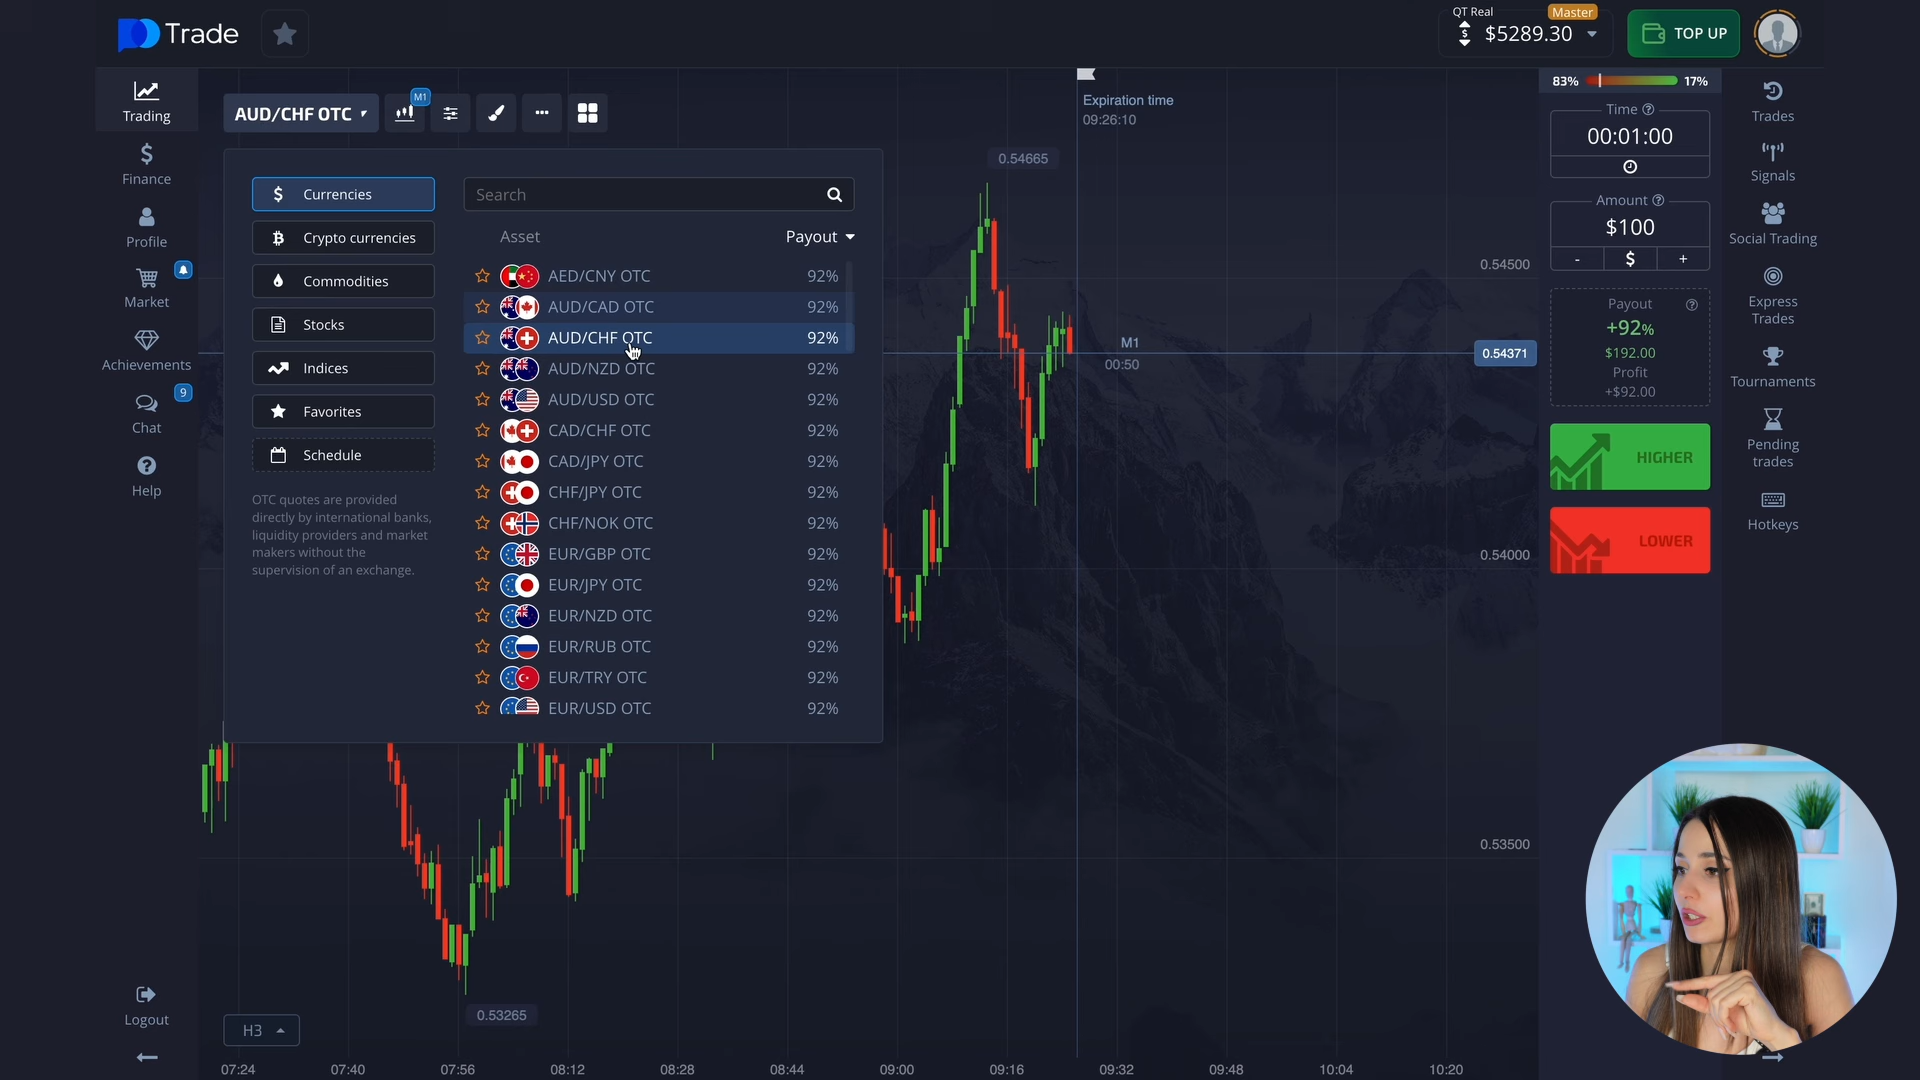 Trade
QT Real
Master
$5289.30
TOP UP
Trading
Finance
Profile
Market
Achievements
9
Chat
Help
Logout
AUD/CHF OTC
M1
Currencies
Crypto currencies
Commodities
Stocks
Indices
Favorites
Schedule
OTC quotes are provided
directly by international banks,
liquidity providers and market
makers without the
supervision of an exchange.
Search
Asset
Payout
AED/CNY OTC 92%
AUD/CAD OTC 92%
AUD/CHF OTC 92%
AUD/NZD OTC 92%
AUD/USD OTC 92%
CAD/CHF OTC 92%
CAD/JPY OTC 92%
CHF/JPY OTC 92%
CHF/NOK OTC 92%
EUR/GBP OTC 92%
EUR/JPY OTC 92%
EUR/NZD OTC 92%
EUR/RUB OTC 92%
EUR/TRY OTC 92%
EUR/USD OTC 92%
Expiration time
09:26:10
0.54665
M1
00:50
0.54500
0.54371
0.54000
0.53500
0.53265
H3
07:24 07:40 07:56 08:12 08:28 08:44 09:00 09:16 09:32 09:48 10:04 10:20
83% 17%
Time
00:01:00
Amount
$100
- $ +
Payout
+92%
$192.00
Profit
+$92.00
HIGHER
LOWER
Trades
Signals
Social Trading
Express
Trades
Tournaments
Pending
trades
Hotkeys